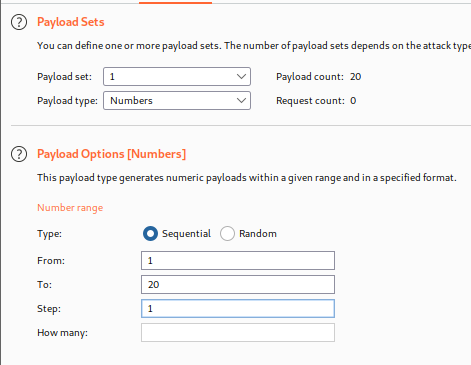 Payload Sets
You can define one or more payload sets. The number of payload sets depends on the attack type
Payload set: 1 Payload count: 20
Payload type: Numbers Request count: 0
Payload Options [Numbers]
This payload type generates numeric payloads within a given range and in a specified format.
Number range
Type: Sequential Random
From: 1
To: 20
Step: 1
How many: